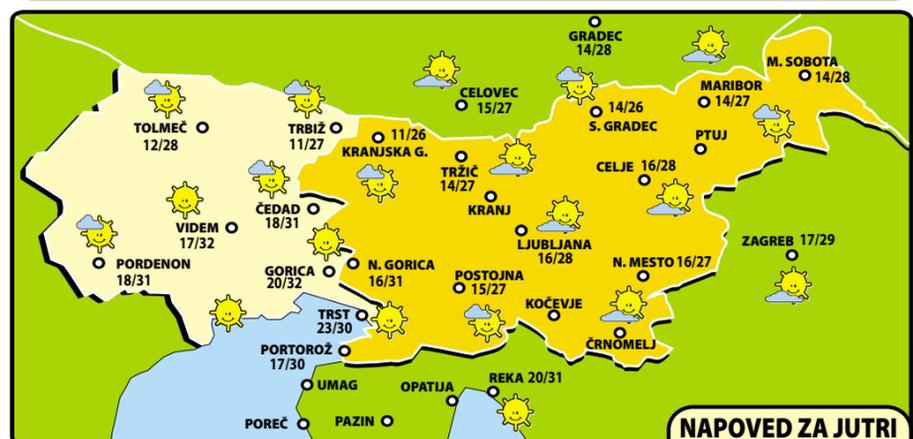 GRADEC
14/28
M. SOBOTA
14/28
CELOVEC
15/27
MARIBOR
14/27
14/26
S. GRADEC
TOLMEČ
12/28
TRBIŽ
11/27
11/26
KRANJSKA G.
PTUJ
TRŽIČ
14/27
CELJE 16/28
KRANJ
ČEDAD
18/31
VIDEM
17/32
LJUBLJANA
16/28
ZAGREB 17/29
PORDENON
18/31
GORICA
20/32
N. GORICA
16/31
N. MESTO 16/27
POSTOJNA
15/27
KOČEVJE
TRST
23/30
ČRNOMELJ
PORTOROŽ
17/30
UMAG
OPATIJA
REKA 20/31
POREČ
PAZIN
NAPOVED ZA JUTRI